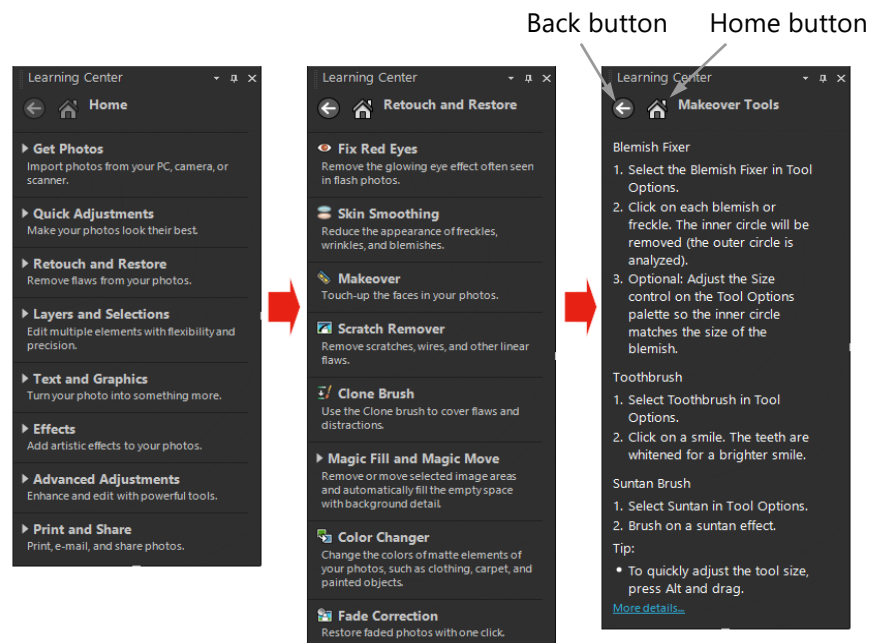 Back button
Home button
Learning Center
Home
Get Photos
Import photos from your PC, camera, or
scanner.
Quick Adjustments
Make your photos look their best.
Retouch and Restore
Remove flaws from your photos.
Layers and Selections
Edit multiple elements with flexibility and
precision.
Text and Graphics
Turn your photo into something more.
Effects
Add artistic effects to your photos.
Advanced Adjustments
Enhance and edit with powerful tools.
Print and Share
Print, e-mail, and share photos.
Learning Center
Retouch and Restore
Fix Red Eyes
Remove the glowing eye effect often seen
in flash photos.
Skin Smoothing
Reduce the appearance of freckles,
wrinkles, and blemishes.
Makeover
Touch-up the faces in your photos.
Scratch Remover
Remove scratches, wires, and other linear
flaws.
Clone Brush
Use the Clone brush to cover flaws and
distractions.
Magic Fill and Magic Move
Remove or move selected image areas
and automatically fill the empty space
with background detail.
Color Changer
Change the colors of matte elements of
your photos, such as clothing, carpet, and
painted objects.
Fade Correction
Restore faded photos with one click.
Learning Center
Makeover Tools
Blemish Fixer
1. Select the Blemish Fixer in Tool
Options.
2. Click on each blemish or
freckle. The inner circle will be
removed (the outer circle is
analyzed).
3. Optional: Adjust the Size
control on the Tool Options
palette so the inner circle
matches the size of the
blemish.
Toothbrush
1. Select Toothbrush in Tool
Options.
2. Click on a smile. The teeth are
whitened for a brighter smile.
Suntan Brush
1. Select Suntan in Tool Options.
2. Brush on a suntan effect.
Tip:
• To quickly adjust the tool size,
press Alt and drag.
More details...